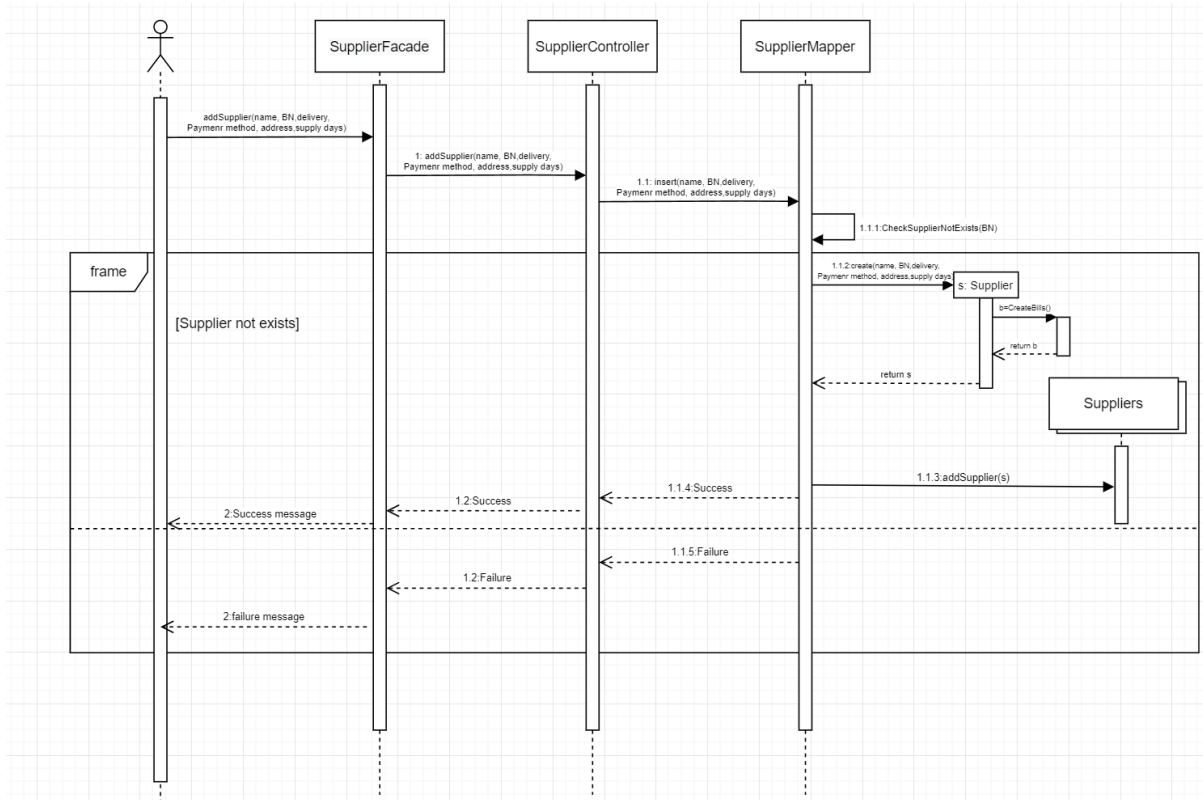 SupplierFacade
SupplierController
SupplierMapper
addSupplier(name, BN,delivery,
Paymenr method, address,supply days)
1: addSupplier(name, BN,delivery,
Paymenr method, address,supply days)
1.1: insert(name, BN,delivery,
Paymenr method, address,supply days)
1.1.1:CheckSupplierNotExists(BN)
frame
1.1.2:create(name, BN,delivery,
Paymenr method, address,supply days)
s: Supplier
[Supplier not exists]
b=CreateBills()
return b
return s
Suppliers
1.1.3:addSupplier(s)
1.1.4:Success
1.2:Success
2:Success message
1.1.5:Failure
1.2:Failure
2:failure message